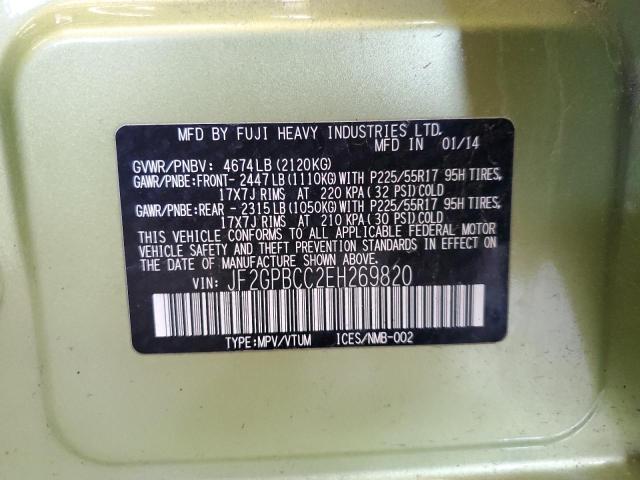 MFD BY FUJI HEAVY INDUSTRIES LTD.
MFD IN 01/14
GVWR/PNBV: 4674LB (2120KG)
GAWR/PNBE:FRONT- 2447LB (1110KG)WITH P225/55R17 95H TIRES,
17X7J RIMS AT 220 KPA ( 32 PSI)COLD
GAWR/PNBE:REAR - 2315LB (1050KG)WITH P225/55R17 95H TIRES,
17X7J RIMS AT 210 KPA ( 30 PSI)COLD
THIS VEHICLE CONFORMS TO ALL APPLICABLE FEDERAL MOTOR
VEHICLE SAFETY AND THEFT PREVENTION STANDARDS IN EFFECT ON
THE DATE OF MANUFACTURE SHOWN ABOVE.
VIN: JF2GPBCC2EH269820
TYPE:MPV/VTUM ICES/NMB-002